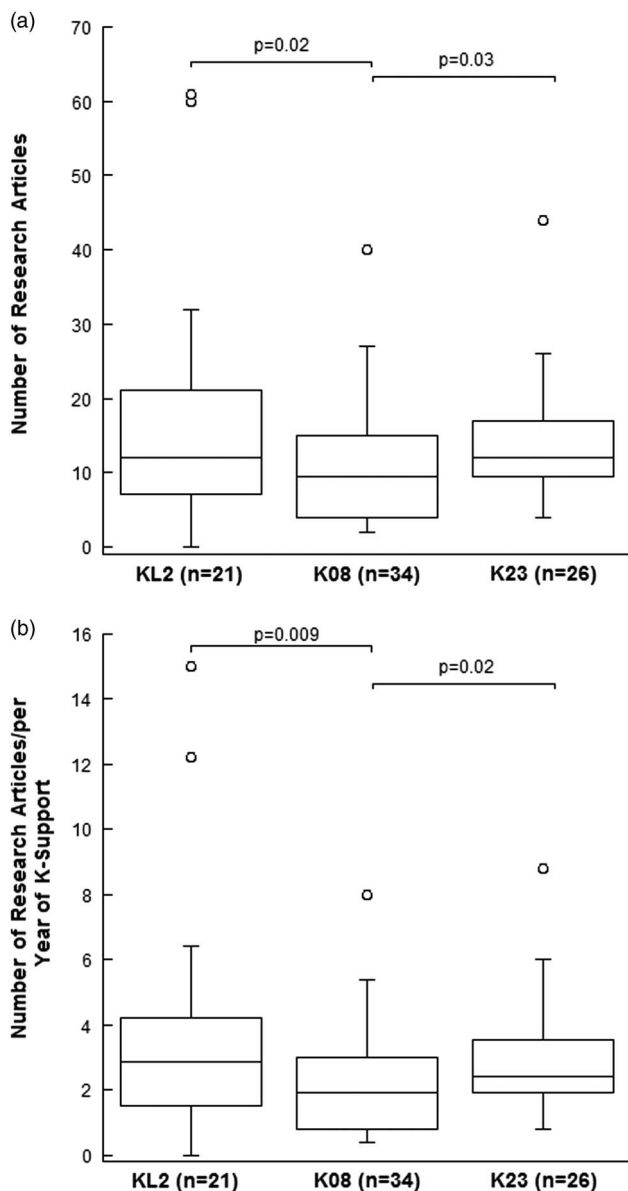 (a)
Number of Research Articles
70
60
50
40
30
20
10
0
p=0.02
p=0.03
KL2 (n=21)
K08 (n=34)
K23 (n=26)
(b)
Number of Research Articles/per
Year of K-Support
16
14
12
10
8
6
4
2
0
p=0.009
p=0.02
KL2 (n=21)
K08 (n=34)
K23 (n=26)